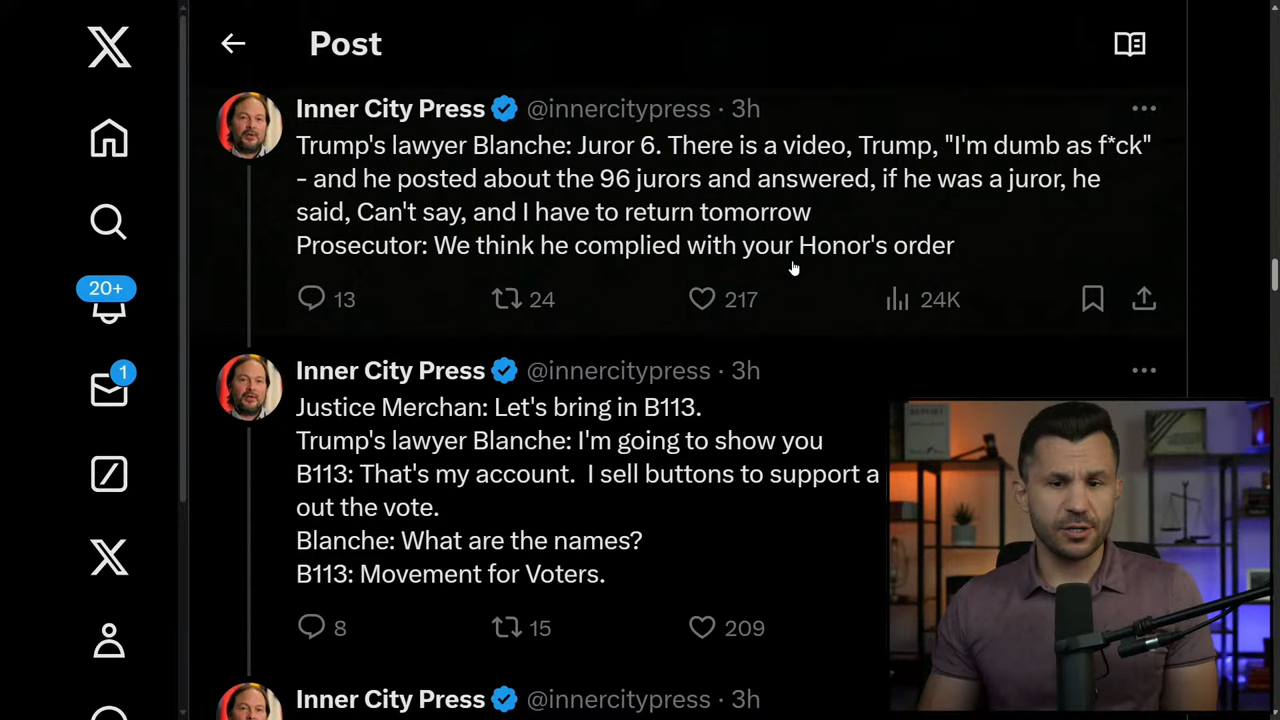 Post
Inner City Press @innercitypress · 3h
Trump's lawyer Blanche: Juror 6. There is a video, Trump, "I'm dumb as f*ck"
- and he posted about the 96 jurors and answered, if he was a juror, he
said, Can't say, and I have to return tomorrow
Prosecutor: We think he complied with your Honor's order
13 24 217 24K
20+
1
Inner City Press @innercitypress · 3h
Justice Merchan: Let's bring in B113.
Trump's lawyer Blanche: I'm going to show you
B113: That's my account. I sell buttons to support a
out the vote.
Blanche: What are the names?
B113: Movement for Voters.
8 15 209
Inner City Press @innercitypress · 3h